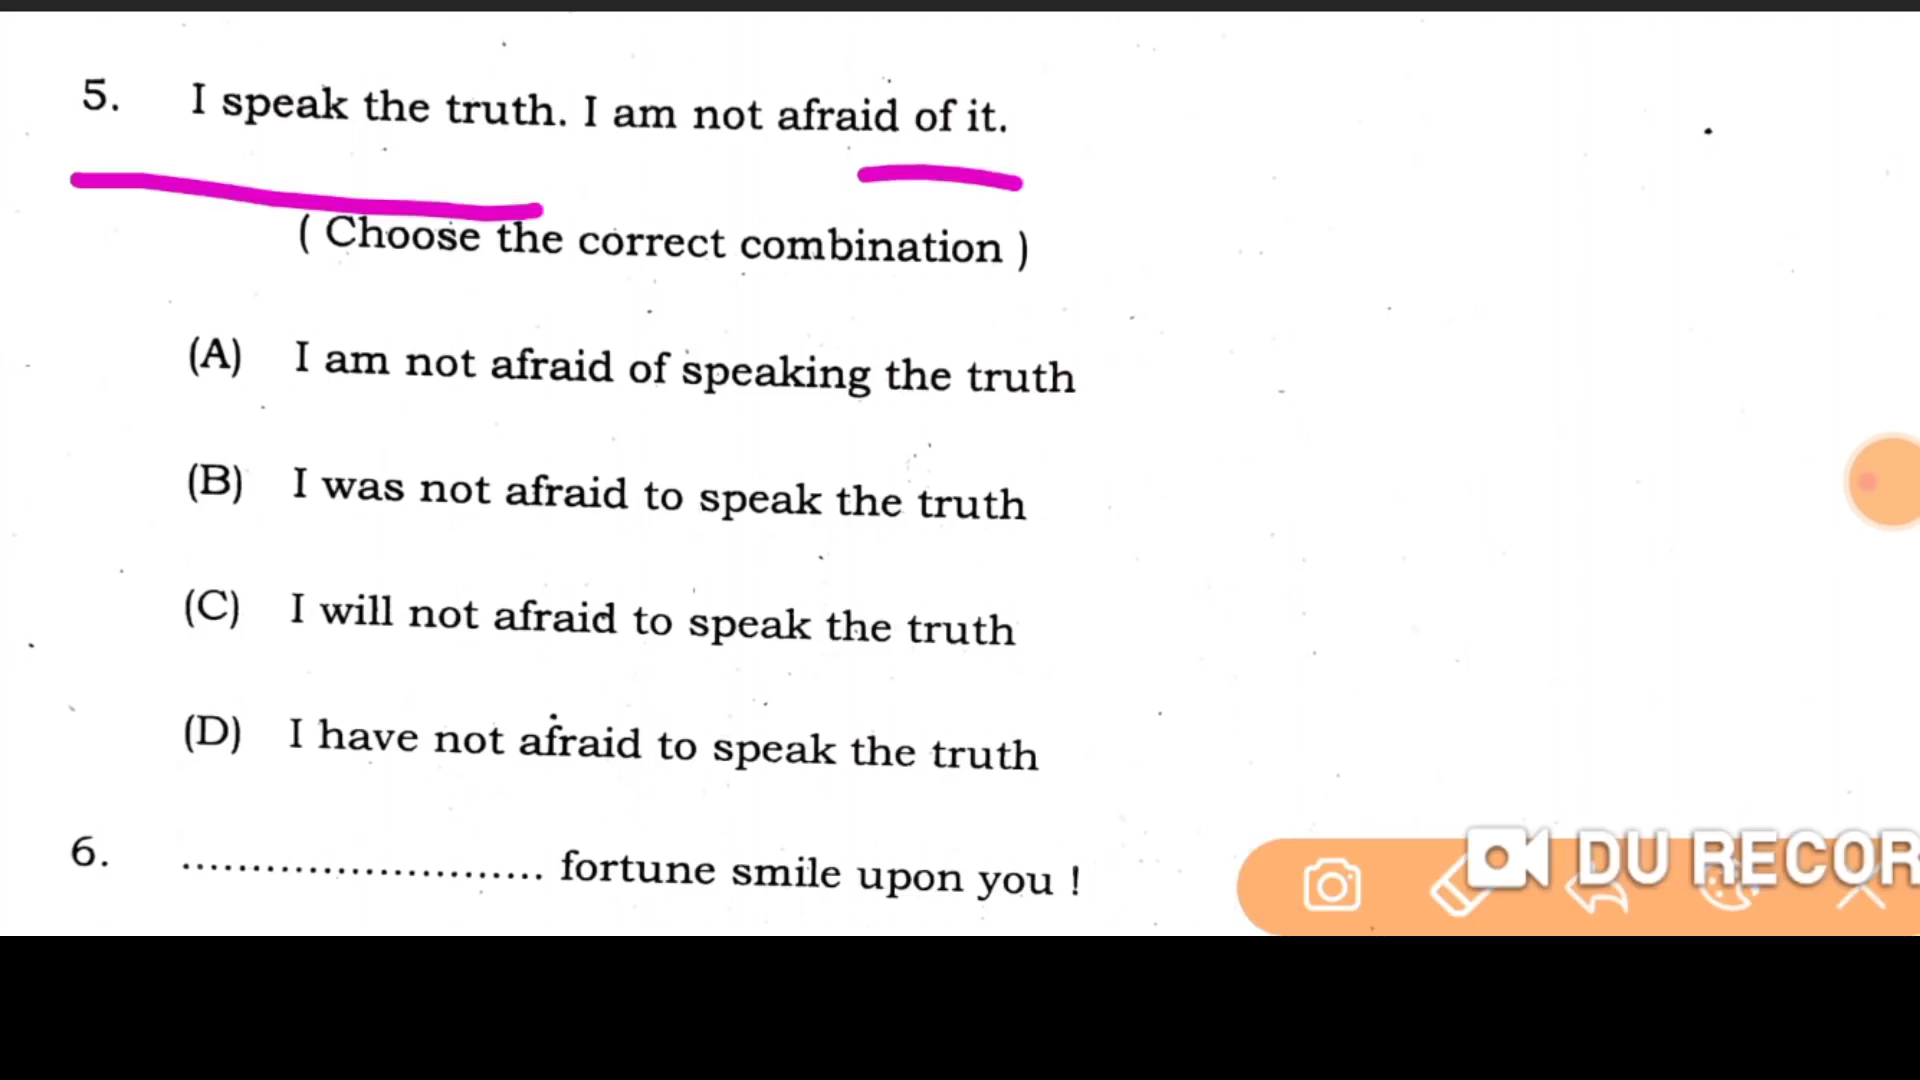 5. I speak the truth. I am not afraid of it.
( Choose the correct combination )
(A) I am not afraid of speaking the truth
(B) I was not afraid to speak the truth
(C) I will not afraid to speak the truth
(D) I have not afraid to speak the truth
6. .......................... fortune smile upon you !
DU RECOR